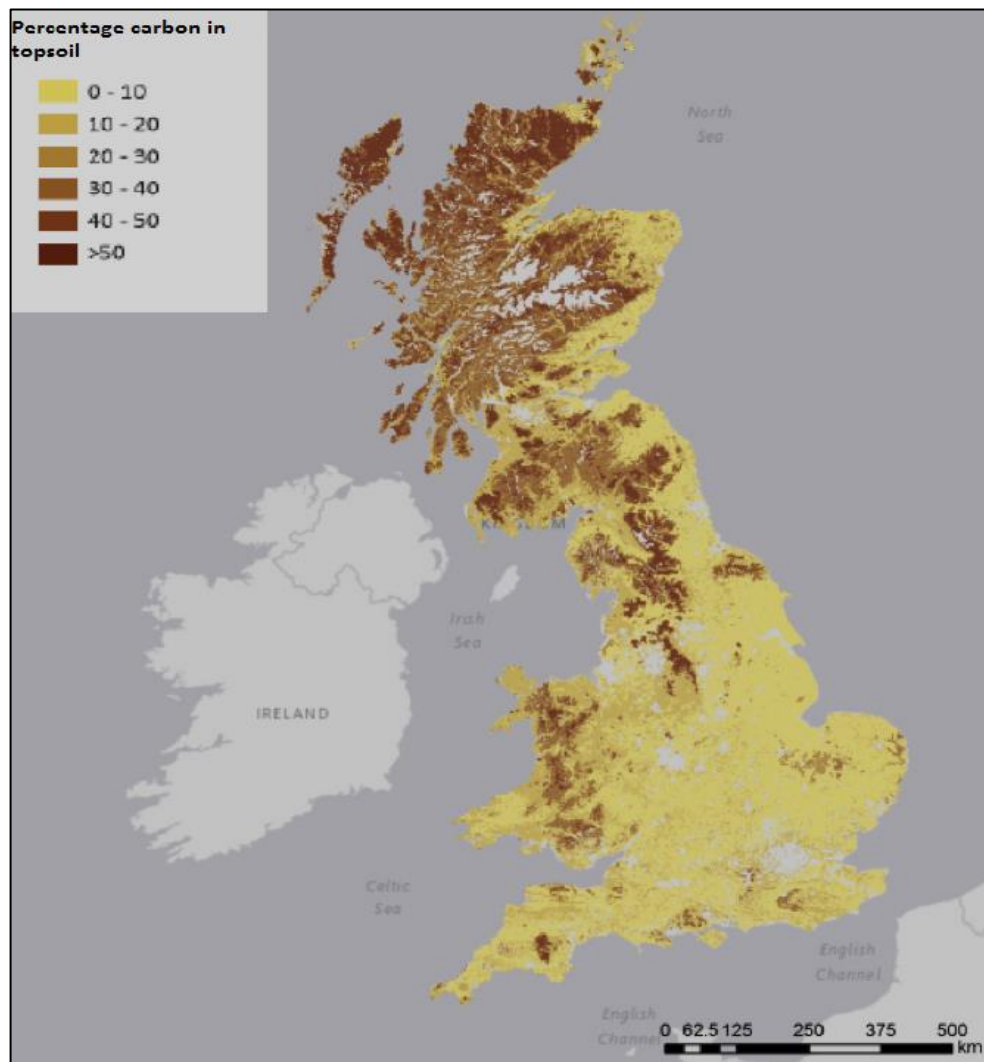 Percentage carbon in
topsoil
0 - 10
10 - 20
20 - 30
30 - 40
40 - 50
>50
North
Sea
Irish
Sea
IRELAND
Celtic
Sea
English
Channel
English
Channel
0 62.5 125 250 375 500
km